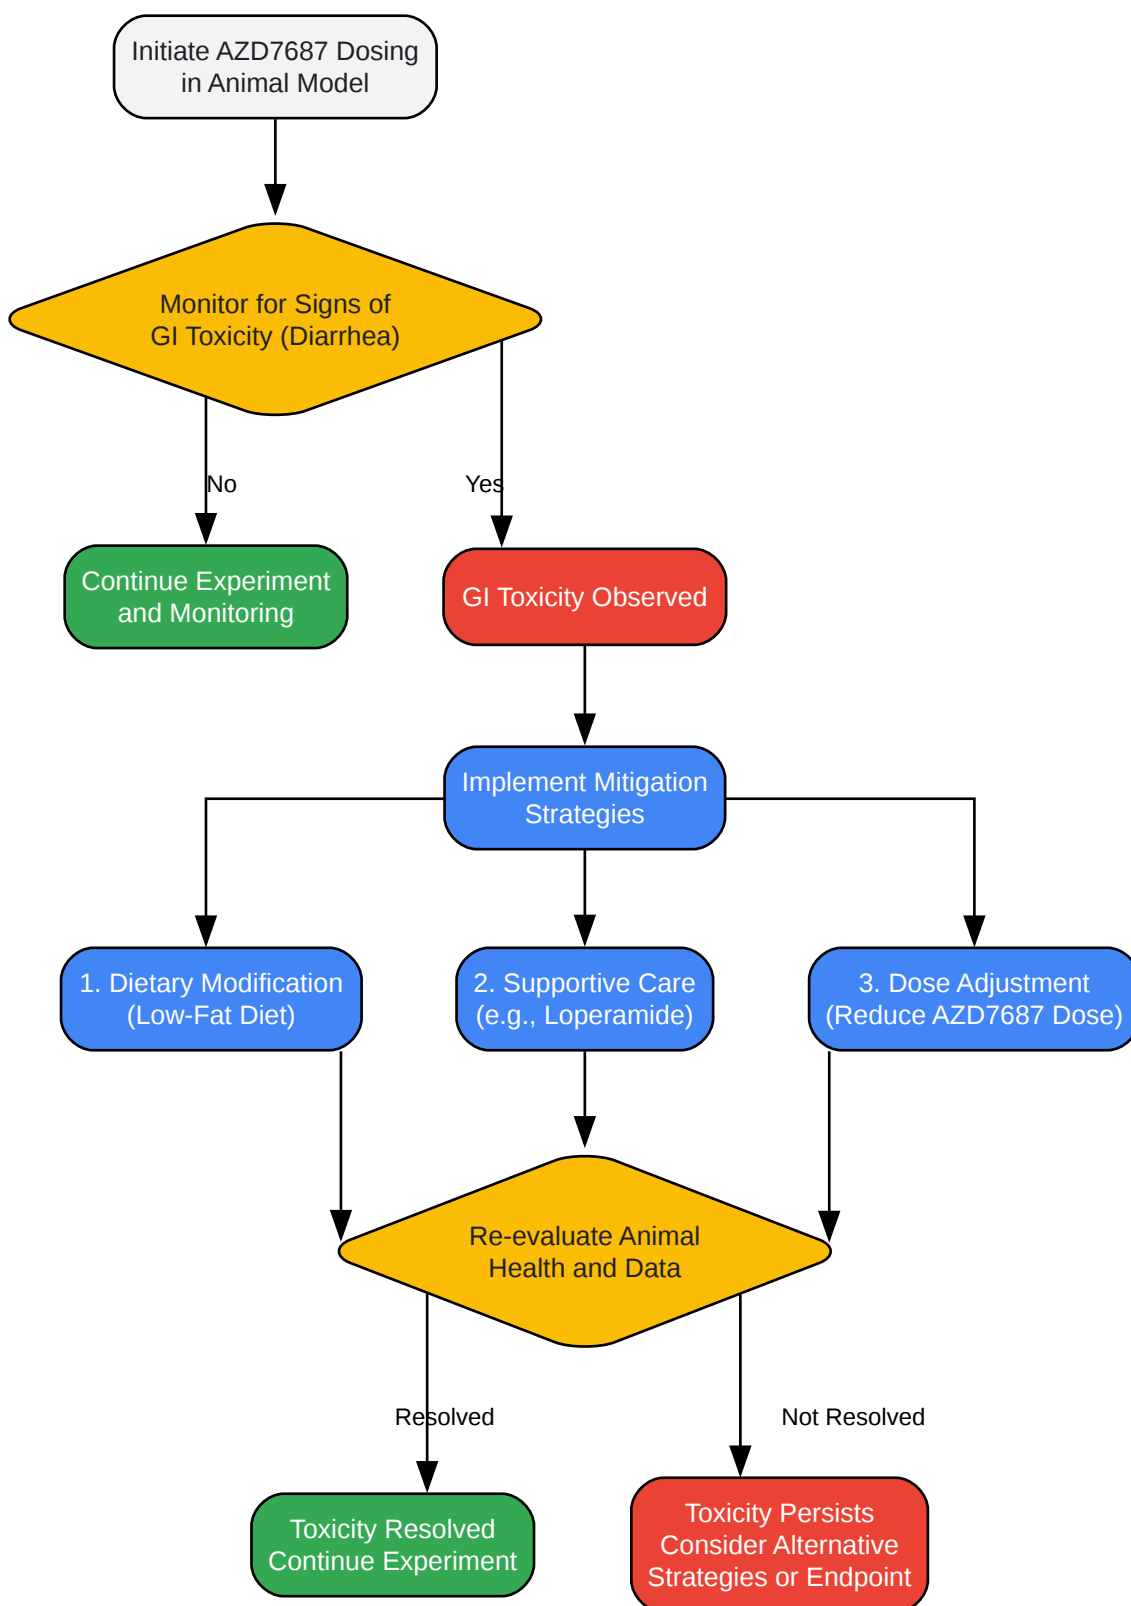 Initiate AZD7687 Dosing
in Animal Model
Monitor for Signs of
GI Toxicity (Diarrhea)
No
Yes
Continue Experiment
and Monitoring
GI Toxicity Observed
Implement Mitigation
Strategies
1. Dietary Modification
(Low-Fat Diet)
2. Supportive Care
(e.g., Loperamide)
3. Dose Adjustment
(Reduce AZD7687 Dose)
Re-evaluate Animal
Health and Data
Resolved
Not Resolved
Toxicity Resolved
Continue Experiment
Toxicity Persists
Consider Alternative
Strategies or Endpoint